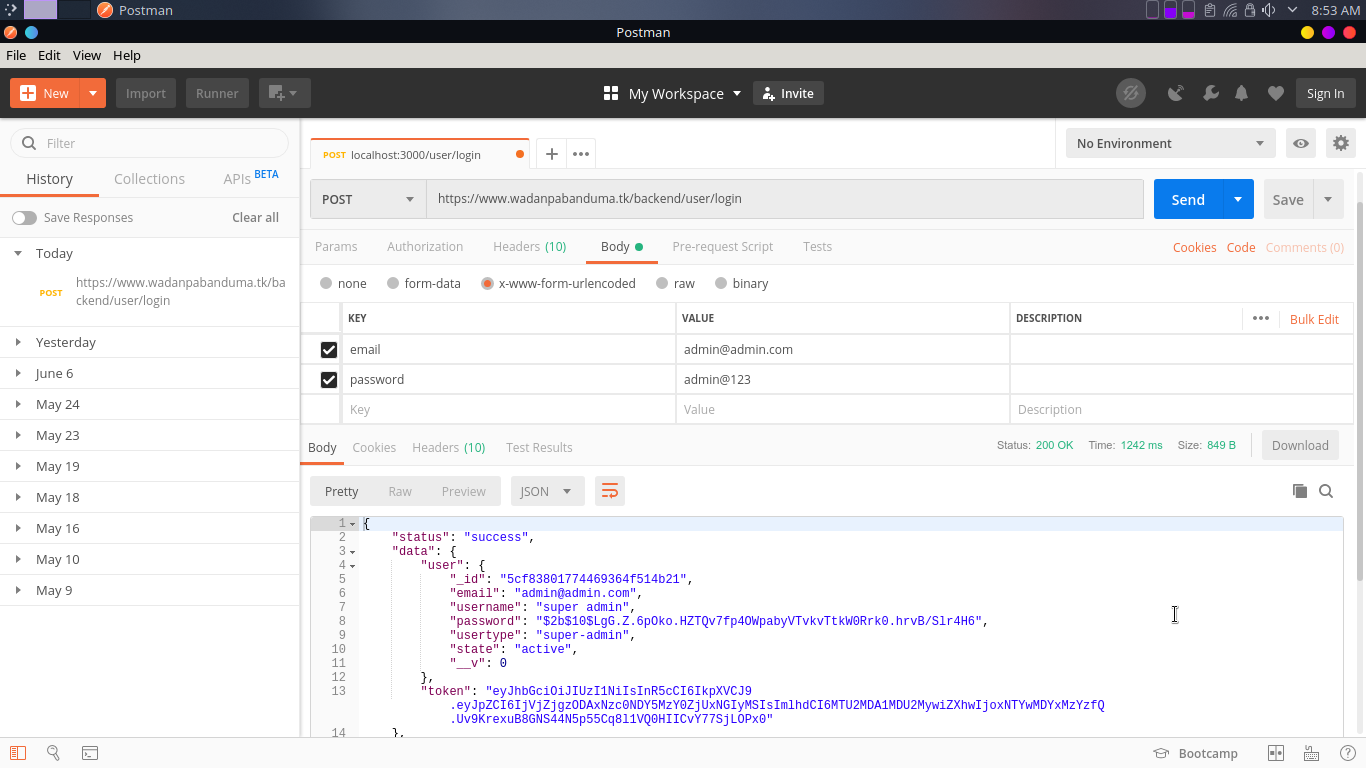 Postman
8:53 AM
Postman
File Edit View Help
New Import Runner My Workspace Invite Sign In
Filter
History Collections APIs BETA
Save Responses Clear all
Today
POST https://www.wadanpabanduma.tk/ba
ckend/user/login
Yesterday
June 6
May 24
May 23
May 19
May 18
May 16
May 10
May 9
POST localhost:3000/user/login
No Environment
POST https://www.wadanpabanduma.tk/backend/user/login Send Save
Params Authorization Headers (10) Body Pre-request Script Tests Cookies Code Comments (0)
none form-data x-www-form-urlencoded raw binary
KEY VALUE DESCRIPTION Bulk Edit
email admin@admin.com
password admin@123
Key Value Description
Body Cookies Headers (10) Test Results Status: 200 OK Time: 1242 ms Size: 849 B Download
Pretty Raw Preview JSON
1 {
2 "status": "success",
3 "data": {
4 "user": {
5 "_id": "5cf83801774469364f514b21",
6 "email": "admin@admin.com",
7 "username": "super admin",
8 "password": "$2b$10$LgG.Z.6pOko.HZTQv7fp4OWpabyVTvkvTtkW0Rrk0.hrvB/Slr4H6",
9 "usertype": "super-admin",
10 "state": "active",
11 "__v": 0
12 },
13 "token": "eyJhbGciOiJIUzI1NiIsInR5cCI6IkpXVCJ9
.eyJpZCI6IjVjZjgzODAxNzc0NDY5MzY0ZjUxNGIyMSIsImlhdCI6MTU2MDA1MDU2MywiZXhwIjoxNTYwMDYxMzYzfQ
.Uv9KrexuB8GNS44N5p55Cq8l1VQ0HIICvY77SjLOPx0"
14 },
Bootcamp